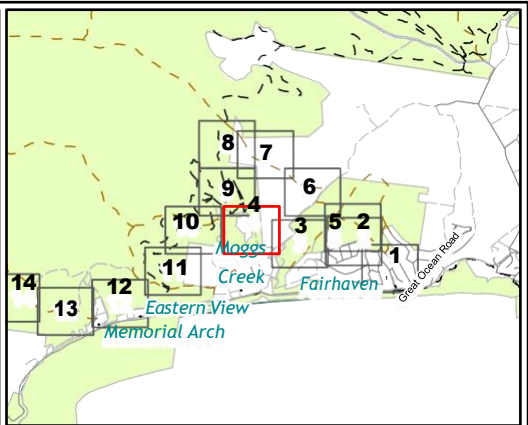 8
7
6
9
4
10
3
5
2
Moggs
Creek
1
11
Fairhaven
Great Ocean Road
14
12
13
Eastern View
Memorial Arch